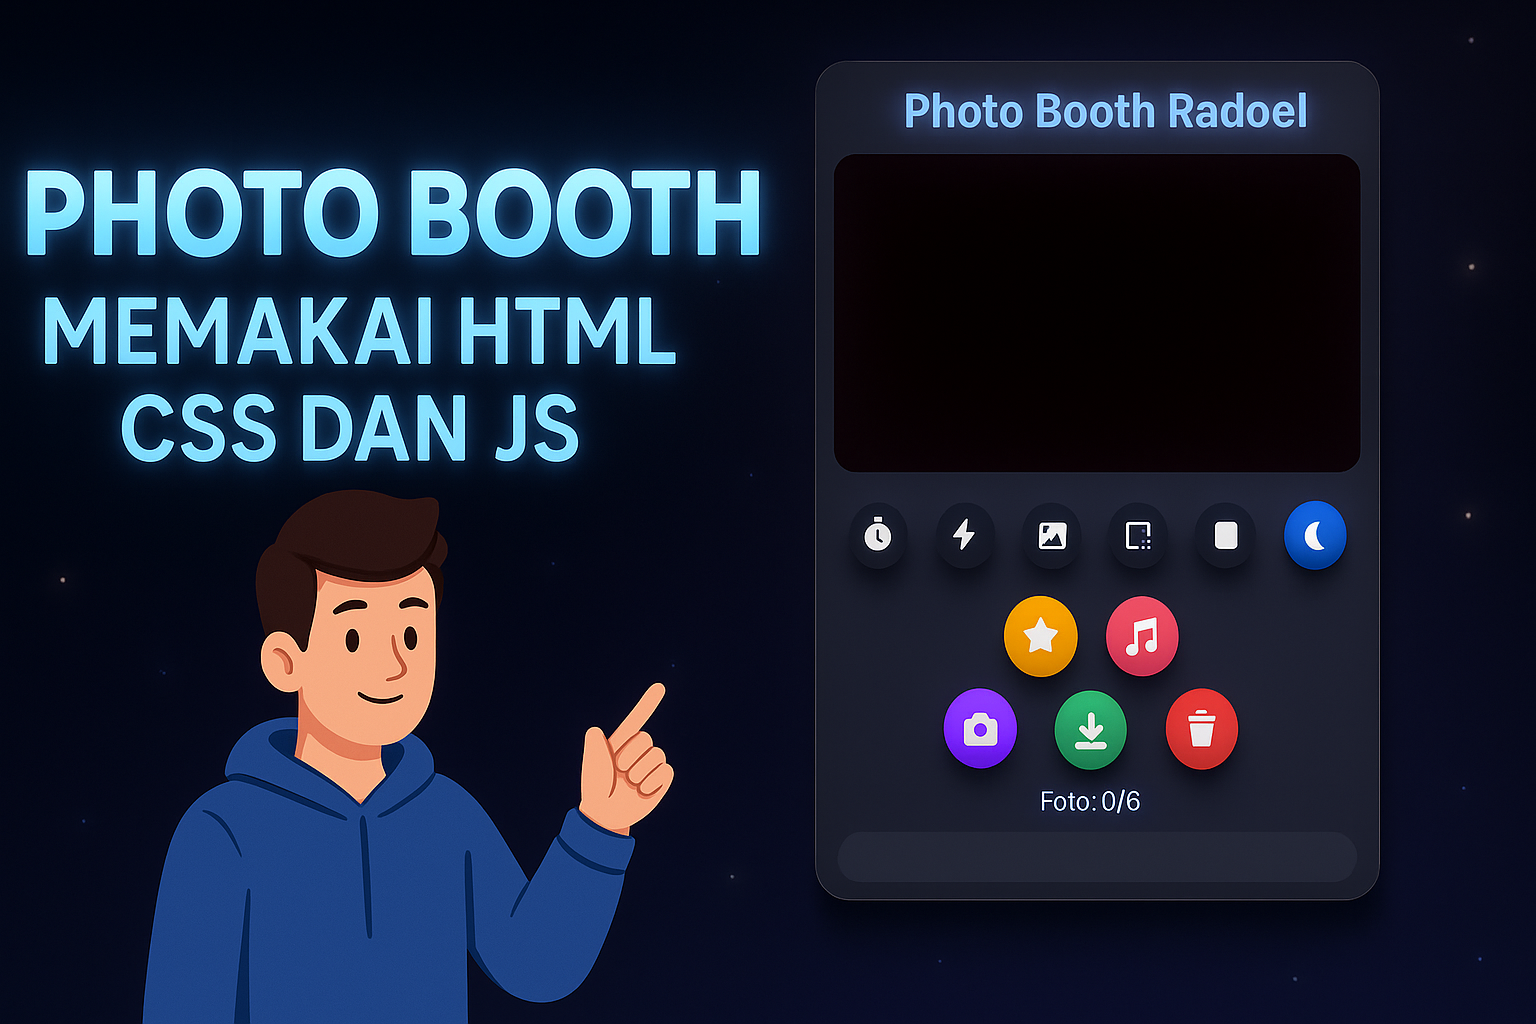 PHOTO BOOTH
MEMAKAI HTML
CSS DAN JS
Photo Booth Radoel
Foto: 0/6